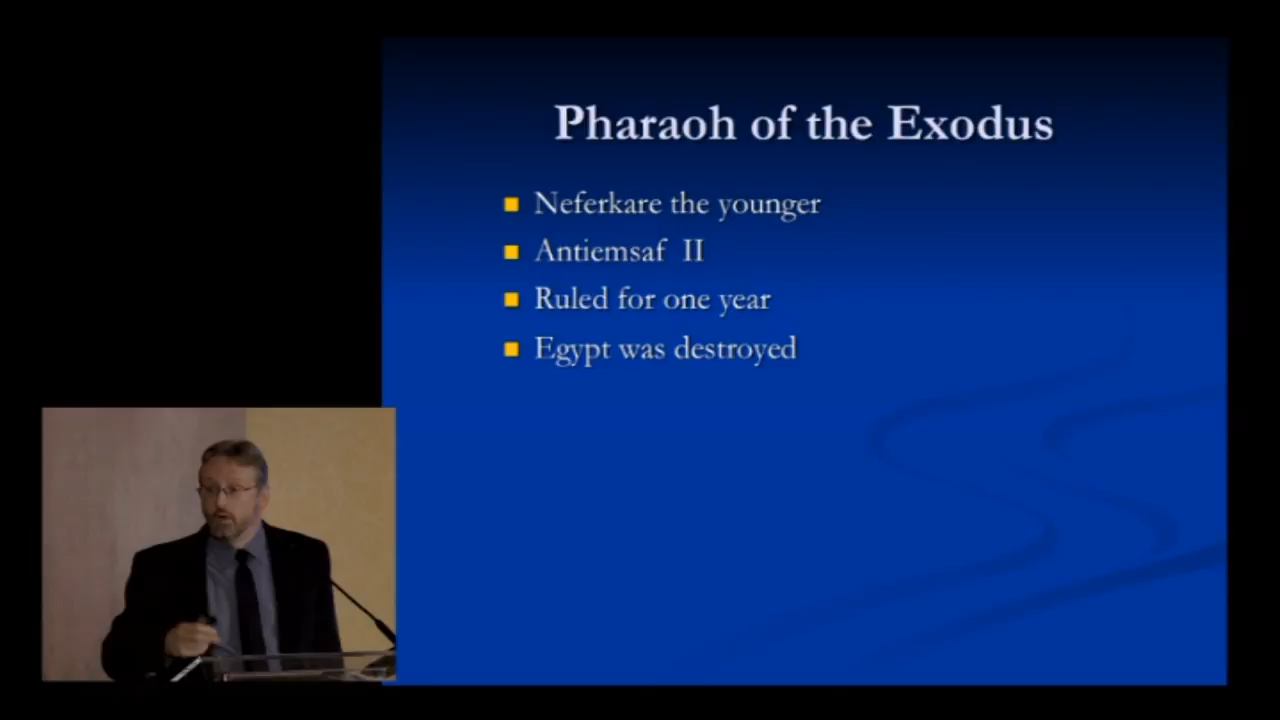 Pharaoh of the Exodus
Neferkare the younger
Antiemsaf II
Ruled for one year
Egypt was destroyed